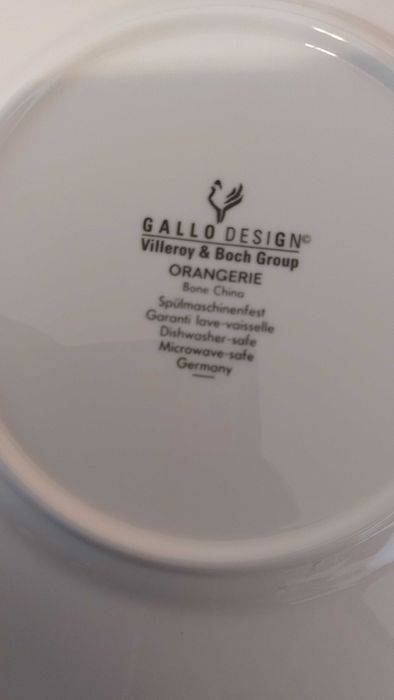 GALLO DESIGN©
Villeroy & Boch Group
ORANGERIE
Bone China
Spülmaschinenfest
Garanti lave-vaisselle
Dishwasher-safe
Microwave-safe
Germany